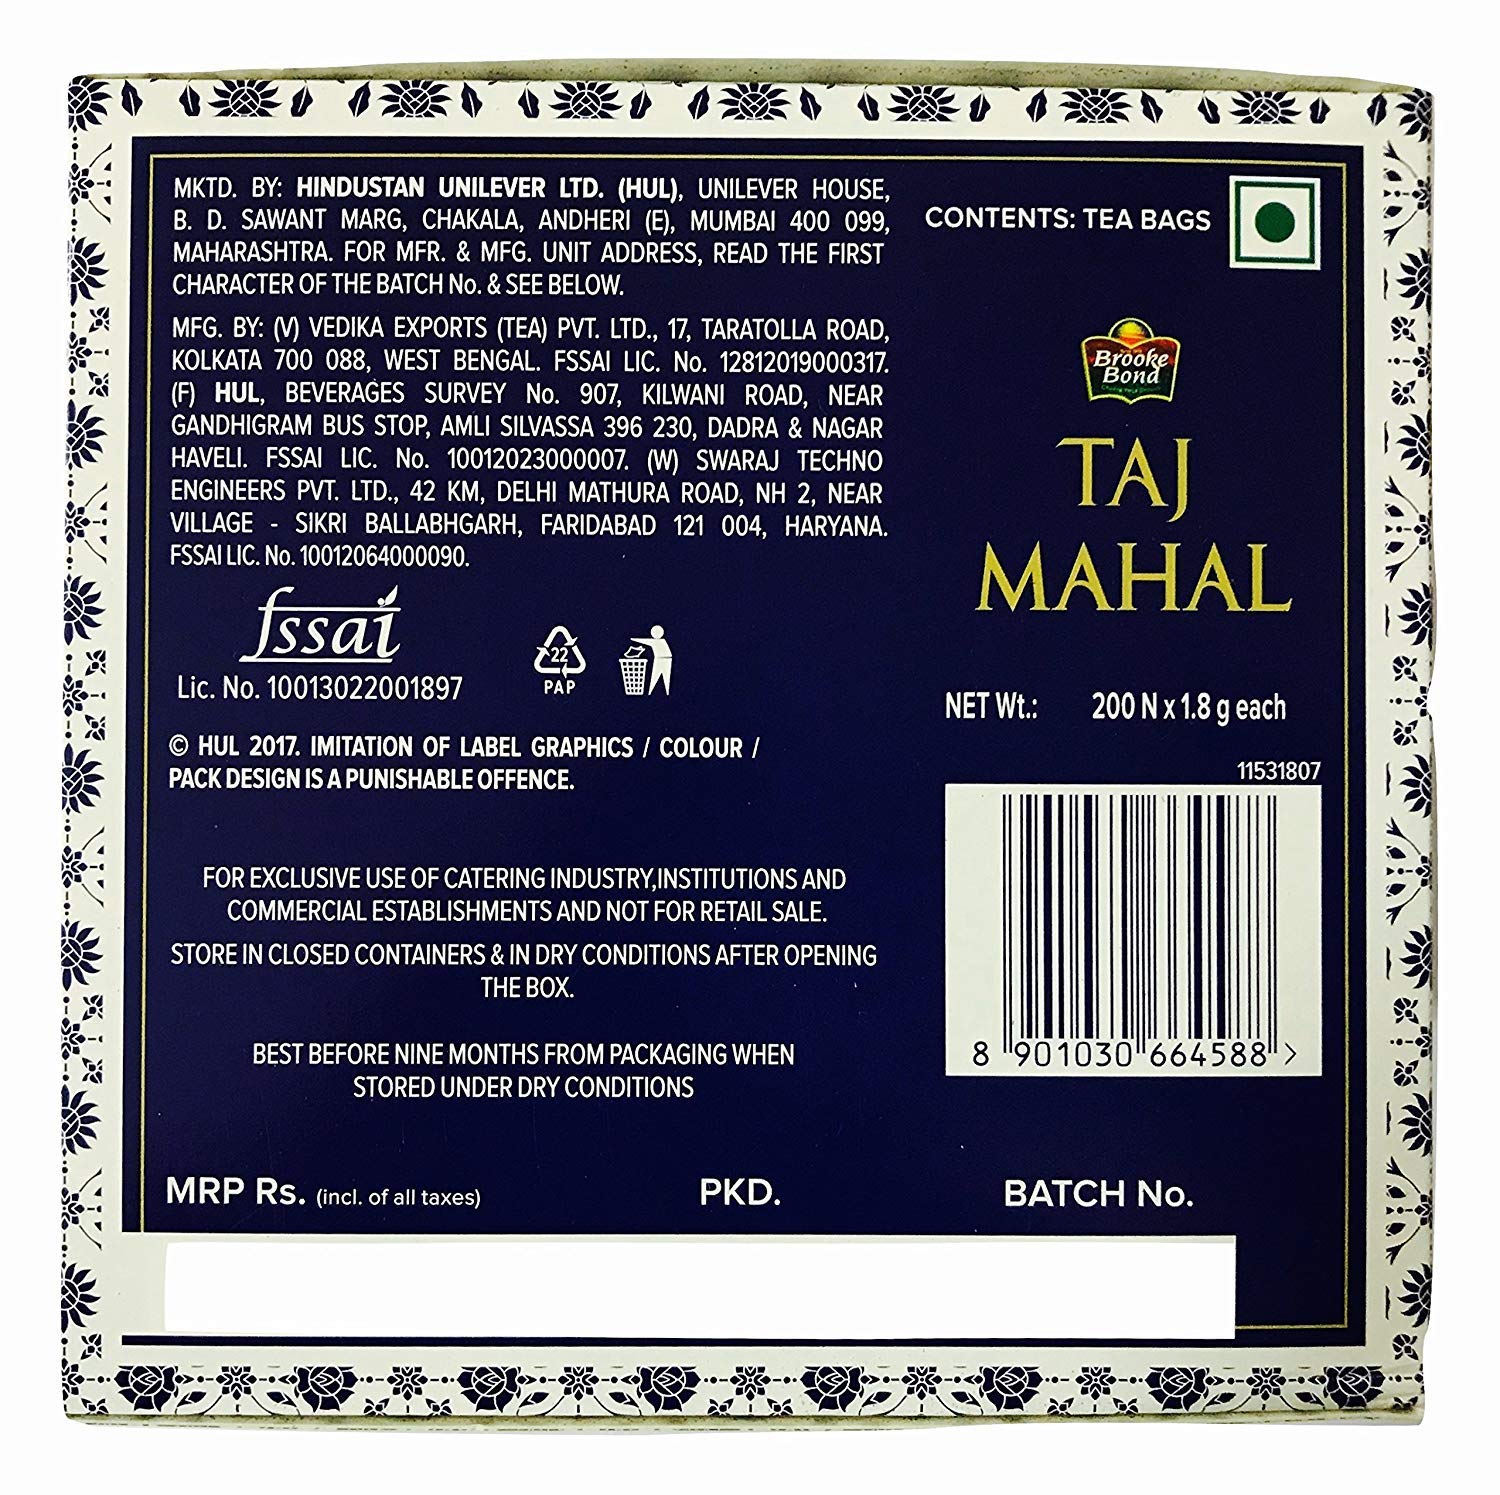 MKTD. BY: HINDUSTAN UNILEVER LTD. (HUL), UNILEVER HOUSE,
B. D. SAWANT MARG, CHAKALA, ANDHERI (E), MUMBAI 400 099,
MAHARASHTRA. FOR MFR. & MFG. UNIT ADDRESS, READ THE FIRST
CHARACTER OF THE BATCH No. & SEE BELOW.
MFG. BY: (V) VEDIKA EXPORTS (TEA) PVT. LTD., 17, TARATOLLA ROAD,
KOLKATA 700 088, WEST BENGAL. FSSAI LIC. No. 12812019000317.
(F) HUL, BEVERAGES SURVEY No. 907, KILWANI ROAD, NEAR
GANDHIGRAM BUS STOP, AMLI SILVASSA 396 230, DADRA & NAGAR
HAVELI. FSSAI LIC. No. 10012023000007. (W) SWARAJ TECHNO
ENGINEERS PVT. LTD., 42 KM, DELHI MATHURA ROAD, NH 2, NEAR
VILLAGE - SIKRI BALLABHGARH, FARIDABAD 121 004, HARYANA.
FSSAI LIC. No. 10012064000090.
fssai
Lic. No. 10013022001897
22
PAP
© HUL 2017. IMITATION OF LABEL GRAPHICS / COLOUR /
PACK DESIGN IS A PUNISHABLE OFFENCE.
FOR EXCLUSIVE USE OF CATERING INDUSTRY,INSTITUTIONS AND
COMMERCIAL ESTABLISHMENTS AND NOT FOR RETAIL SALE.
STORE IN CLOSED CONTAINERS & IN DRY CONDITIONS AFTER OPENING
THE BOX.
BEST BEFORE NINE MONTHS FROM PACKAGING WHEN
STORED UNDER DRY CONDITIONS
CONTENTS: TEA BAGS
Brooke
Bond
TAJ
MAHAL
NET Wt.: 200 N x 1.8 g each
11531807
8 901030 664588 >
MRP Rs. (incl. of all taxes) PKD. BATCH No.